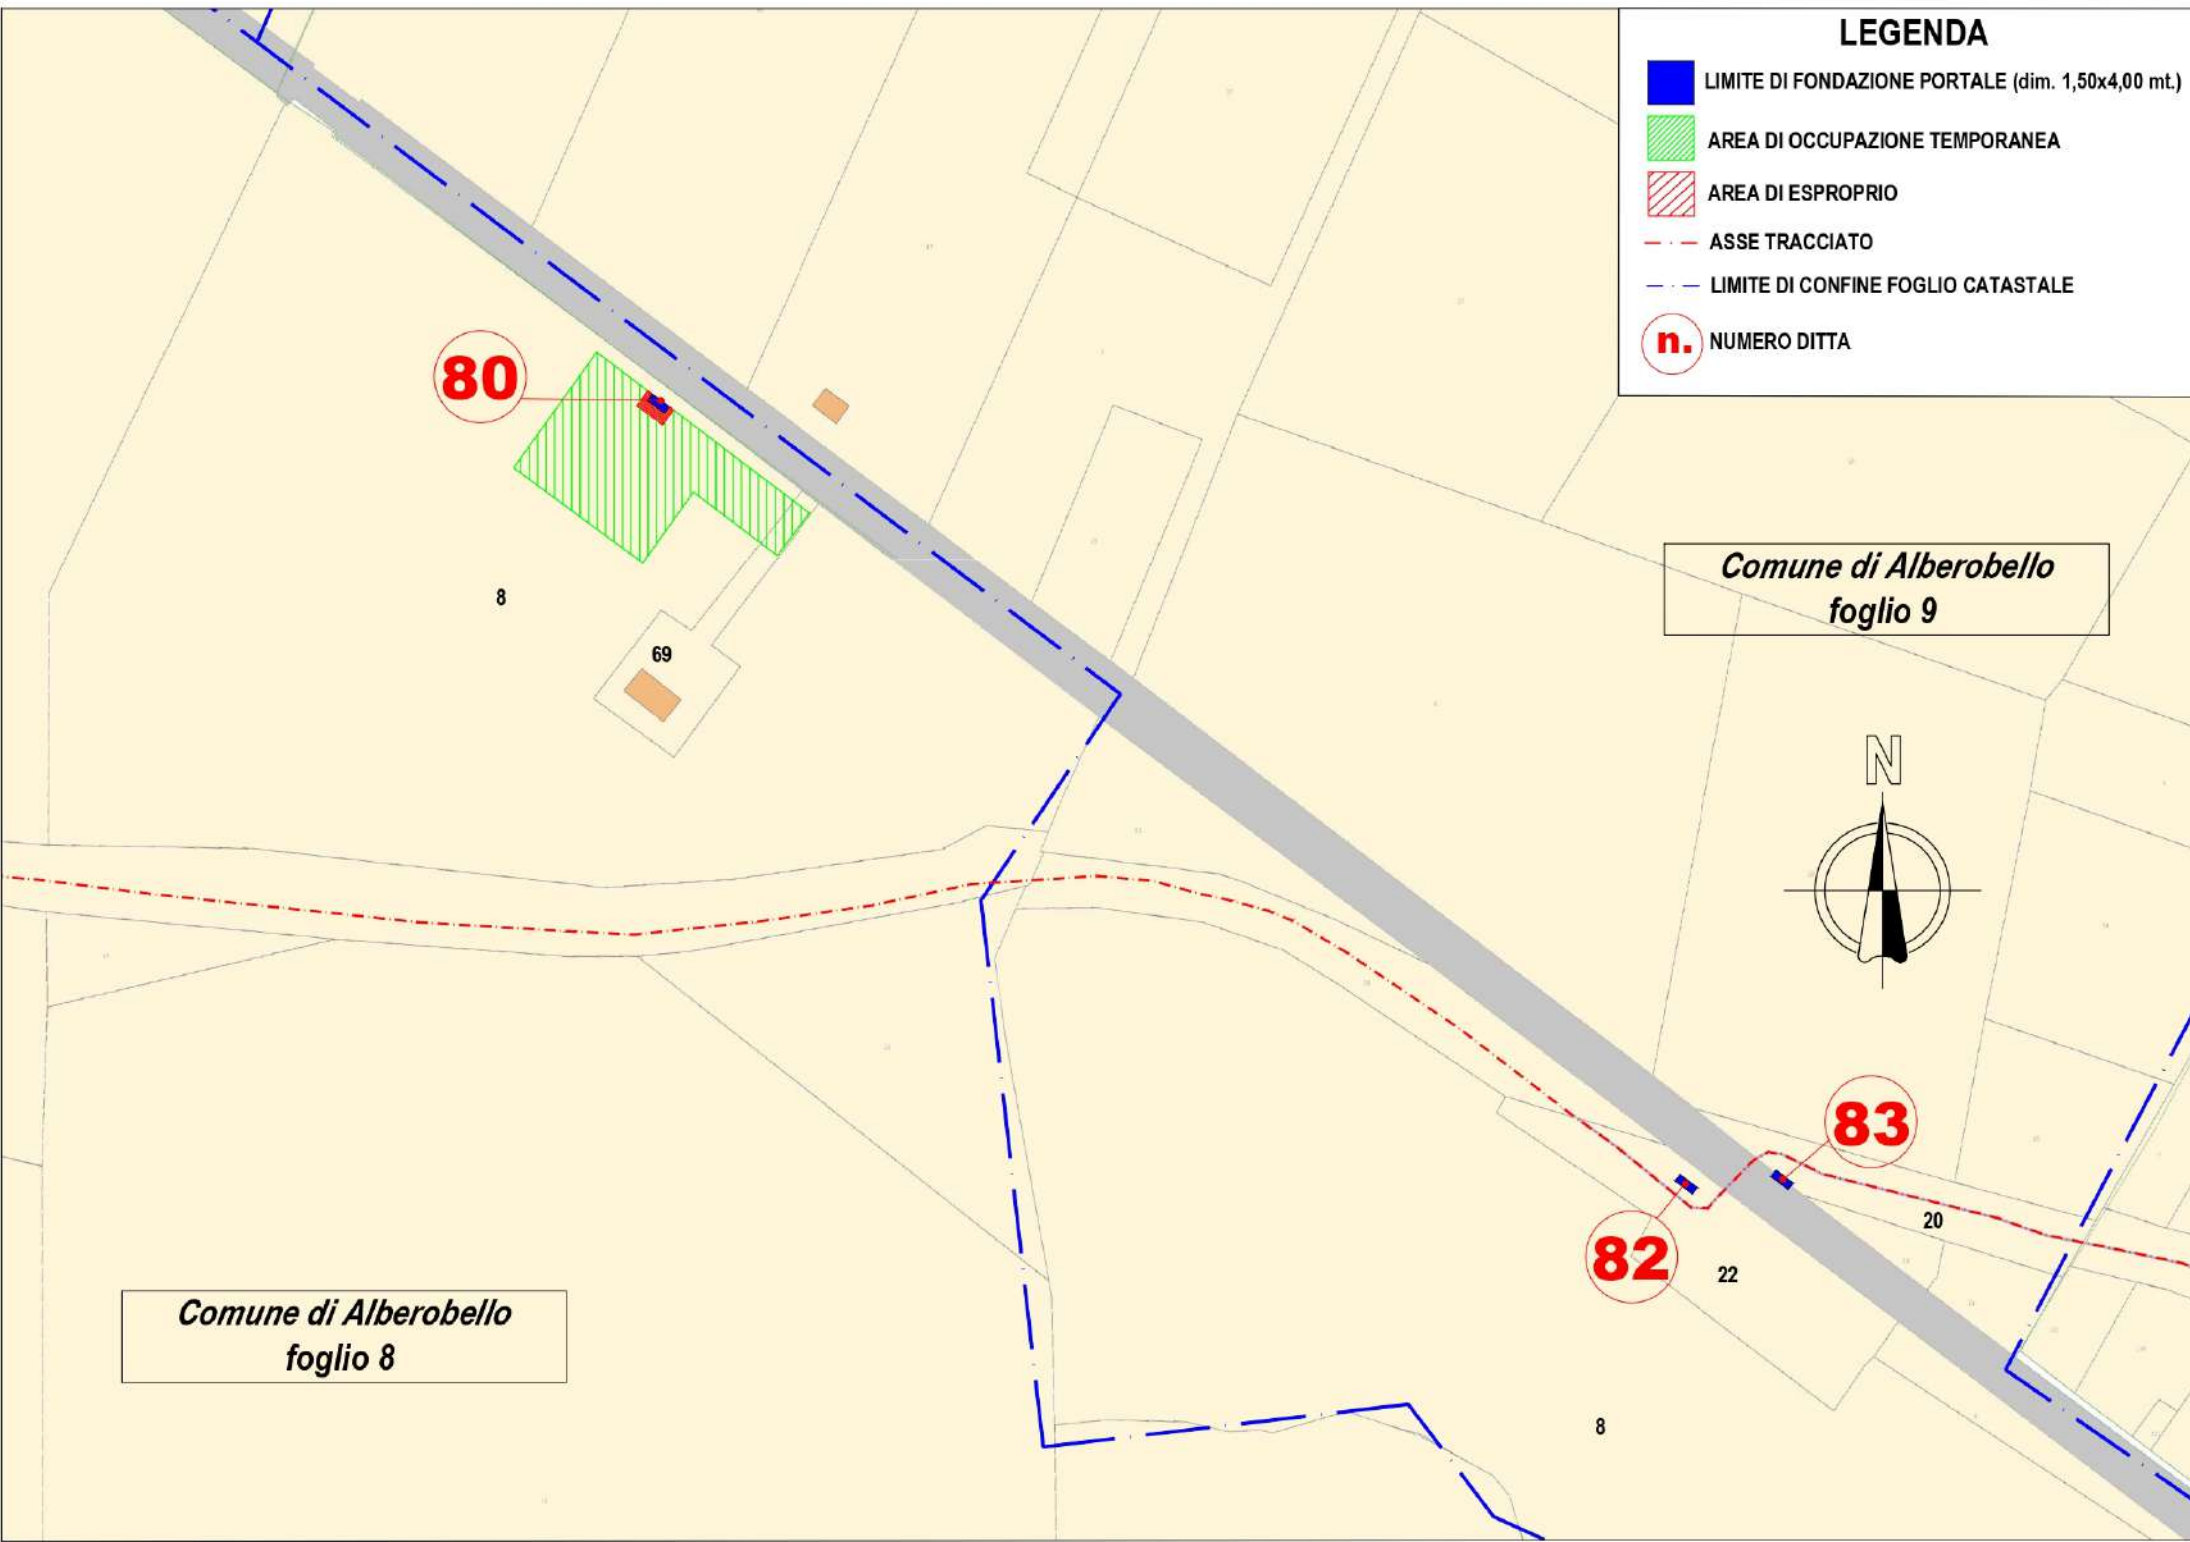 LEGENDA
LIMITE DI FONDAZIONE PORTALE (dim. 1,50x4,00 mt.)
AREA DI OCCUPAZIONE TEMPORANEA
AREA DI ESPROPRIO
ASSE TRACCIATO
LIMITE DI CONFINE FOGLIO CATASTALE
n. NUMERO DITTA
80
Comune di Alberobello
foglio 9
8
69
N
83
20
82
22
Comune di Alberobello
foglio 8
8